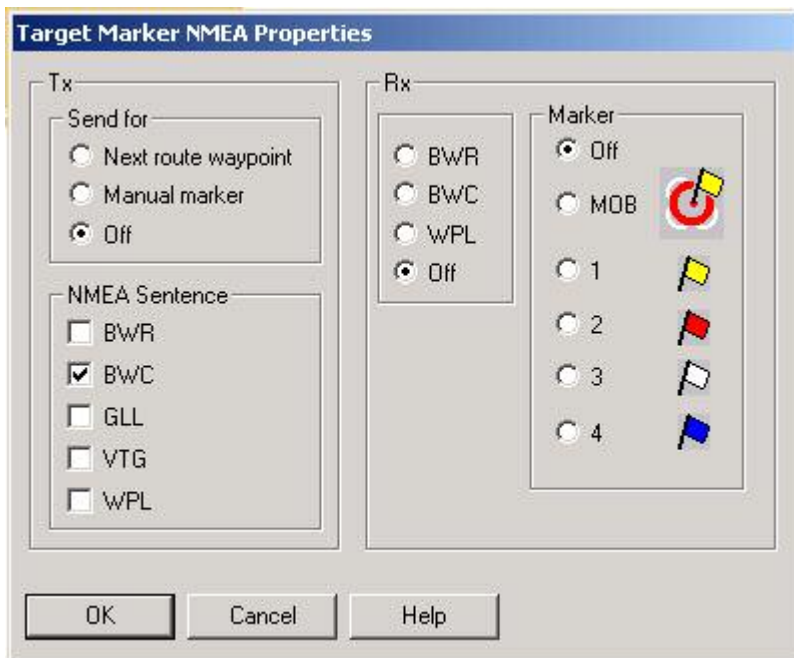 Target Marker NMEA Properties
Tx
Send for
Next route waypoint
Manual marker
Off
NMEA Sentence
BWR
BWC
GLL
VTG
WPL
Rx
BWR
BWC
WPL
Off
Marker
Off
MOB
1
2
3
4
OK
Cancel
Help